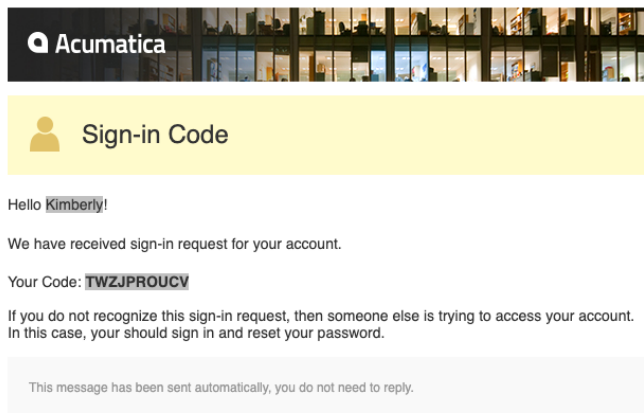 Acumatica
Sign-in Code
Hello Kimberly!
We have received sign-in request for your account.
Your Code: TWZJPROUCV
If you do not recognize this sign-in request, then someone else is trying to access your account.
In this case, your should sign in and reset your password.
This message has been sent automatically, you do not need to reply.